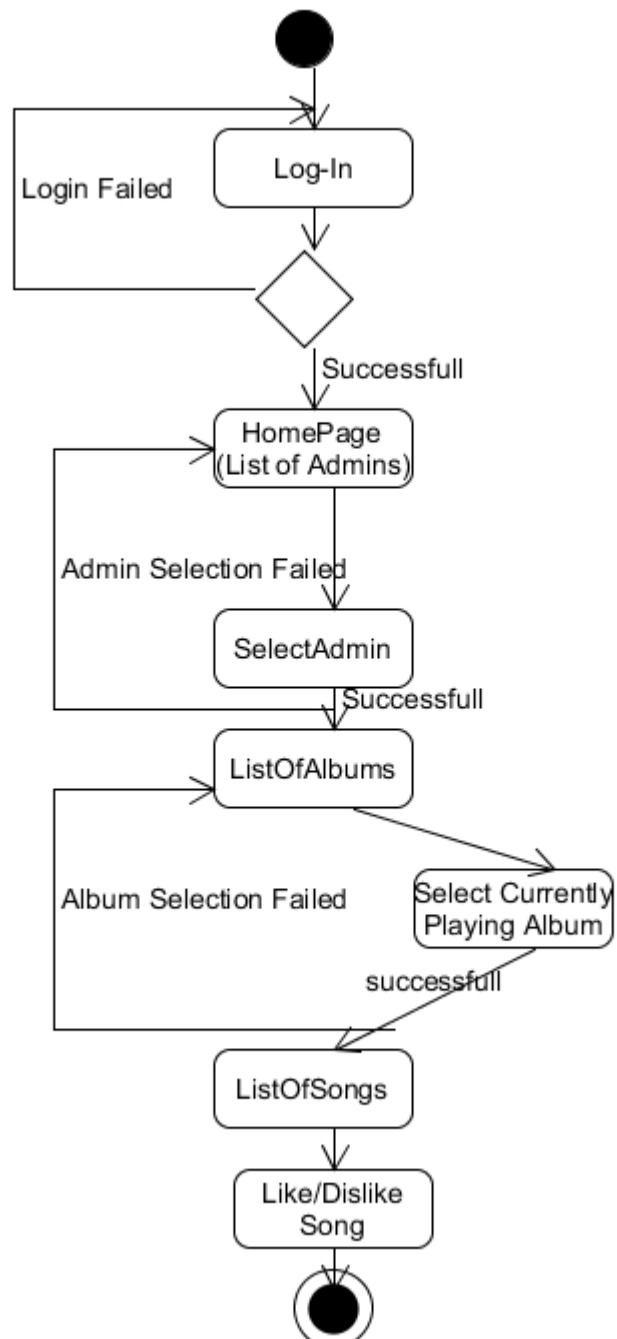 Log-In
Login Failed
Successfull
HomePage
(List of Admins)
Admin Selection Failed
SelectAdmin
Successfull
ListOfAlbums
Select Currently
Playing Album
Album Selection Failed
successfull
ListOfSongs
Like/Dislike
Song